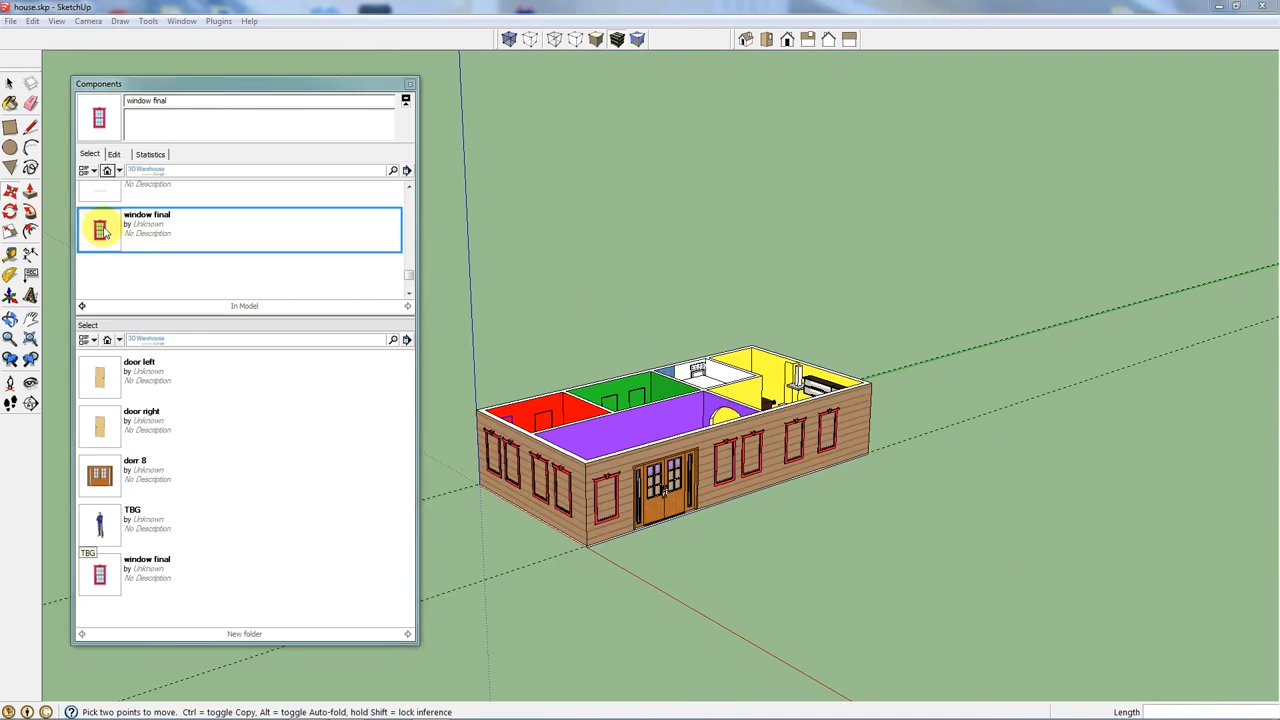 house.skp - SketchUp
File Edit View Camera Draw Tools Window Plugins Help
Components
window final
Select Edit Statistics
3D Warehouse
No Description
window final
by Unknown
No Description
In Model
Select
3D Warehouse
door left
by Unknown
No Description
door right
by Unknown
No Description
dorr 8
by Unknown
No Description
TBG
by Unknown
No Description
TBG
window final
by Unknown
No Description
New folder
Pick two points to move. Ctrl = toggle Copy, Alt = toggle Auto-fold, hold Shift = lock inference
Length